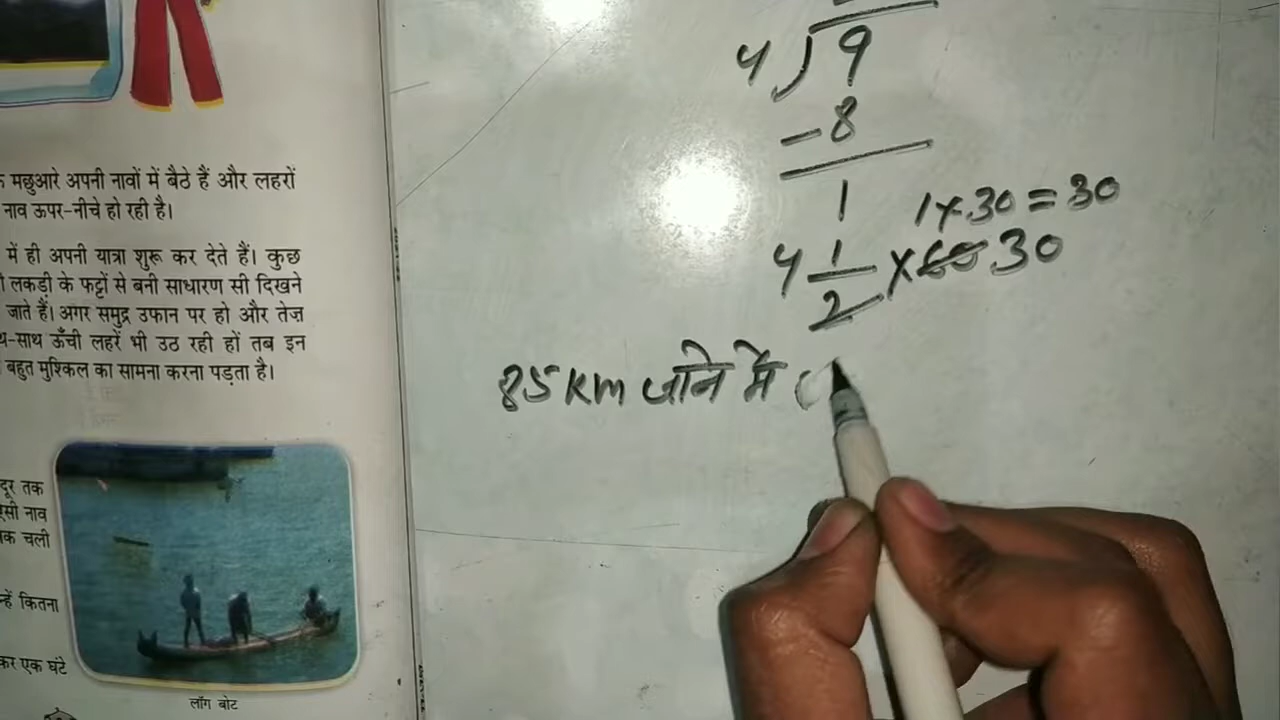 मछुआरे अपनी नावों में बैठे हैं और लहरों
नाव ऊपर-नीचे हो रही है।
में ही अपनी यात्रा शुरू कर देते हैं। कुछ
लकड़ी के फट्टों से बनी साधारण सी दिखने
जाते हैं। अगर समुद्र उफान पर हो और तेज
थ-साथ ऊँची लहरें भी उठ रही हों तब इन
बहुत मुश्किल का सामना करना पड़ता है।
दूर तक
ऐसी नाव
चली
न्हें कितना
कर एक घंटे
लॉग बोट
4 ) 9
- 8
1
1 x 30 = 30
4 1/2 x 60 30
85 km जाने में